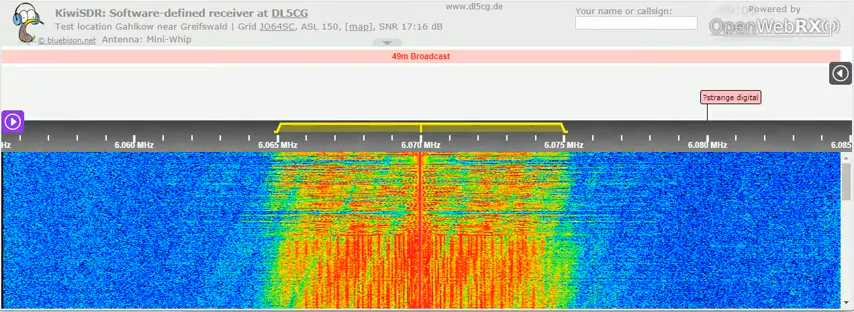 KiwiSDR: Software-defined receiver at DL5CG
www.dl5cg.de
Test location Gahlkow near Greifswald | Grid JO64SC, ASL 150, [map], SNR 17:16 dB
© bluebison.net Antenna: Mini-Whip
Your name or callsign:
Powered by
OpenWebRX
49m Broadcast
?strange digital
Hz 6.060 MHz 6.065 MHz 6.070 MHz 6.075 MHz 6.080 MHz 6.085